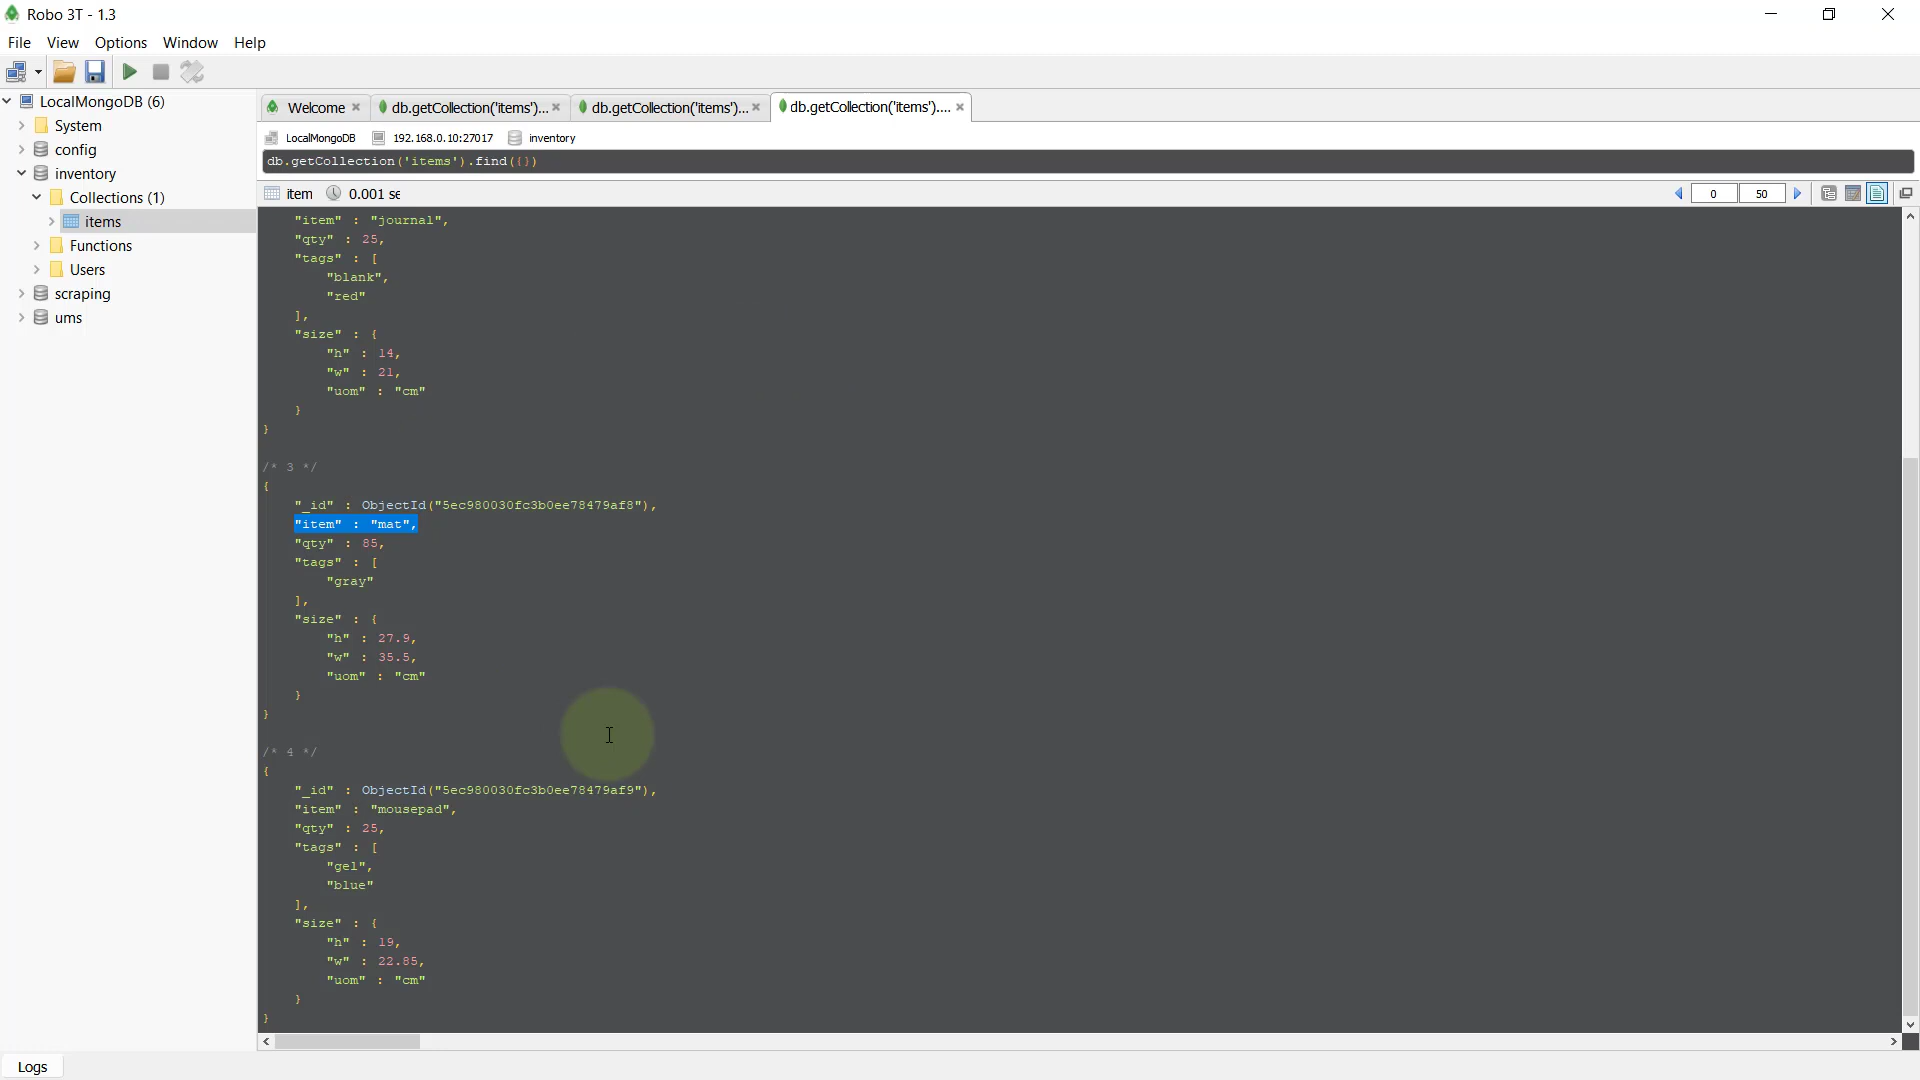 Robo 3T - 1.3
File View Options Window Help
LocalMongoDB (6)
System
config
inventory
Collections (1)
items
Functions
Users
scraping
ums
Welcome
db.getCollection('items')...
db.getCollection('items')...
db.getCollection('items')....
LocalMongoDB 192.168.0.10:27017 inventory
db.getCollection('items').find({})
item 0.001 se
0 50
"item" : "journal",
"qty" : 25,
"tags" : [
"blank",
"red"
],
"size" : {
"h" : 14,
"w" : 21,
"uom" : "cm"
}
}
/* 3 */
{
"_id" : ObjectId("5ec980030fc3b0ee78479af8"),
"item" : "mat",
"qty" : 85,
"tags" : [
"gray"
],
"size" : {
"h" : 27.9,
"w" : 35.5,
"uom" : "cm"
}
}
/* 4 */
{
"_id" : ObjectId("5ec980030fc3b0ee78479af9"),
"item" : "mousepad",
"qty" : 25,
"tags" : [
"gel",
"blue"
],
"size" : {
"h" : 19,
"w" : 22.85,
"uom" : "cm"
}
}
Logs